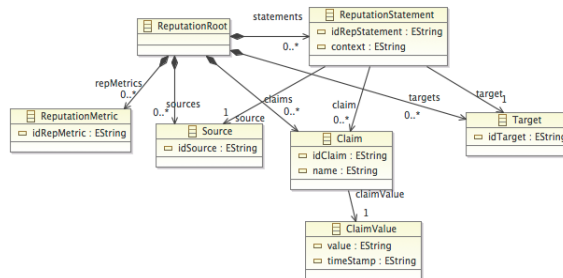 ReputationRoot
statements
0..*
ReputationStatement
idRepStatement : EString
context : EString
repMetrics
0..*
sources
0..*
claims
0..*
1
source
claim
0..*
targets
0..*
target
1
ReputationMetric
idRepMetric : EString
Source
idSource : EString
Claim
idClaim : EString
name : EString
Target
idTarget : EString
claimValue
1
ClaimValue
value : EString
timeStamp : EString